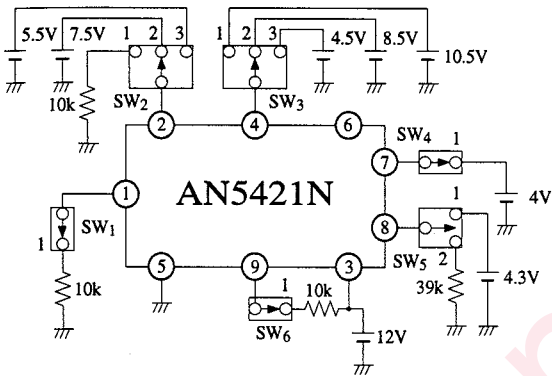 5.5V 7.5V 1 2 3 1 2 3 4.5V 8.5V 10.5V
10k SW2 SW3
2 4 6 SW4 1
7
1 AN5421N 4V
1 SW1 8 1
5 9 3 SW5 2
10k 1 10k 39k 4.3V
SW6 12V